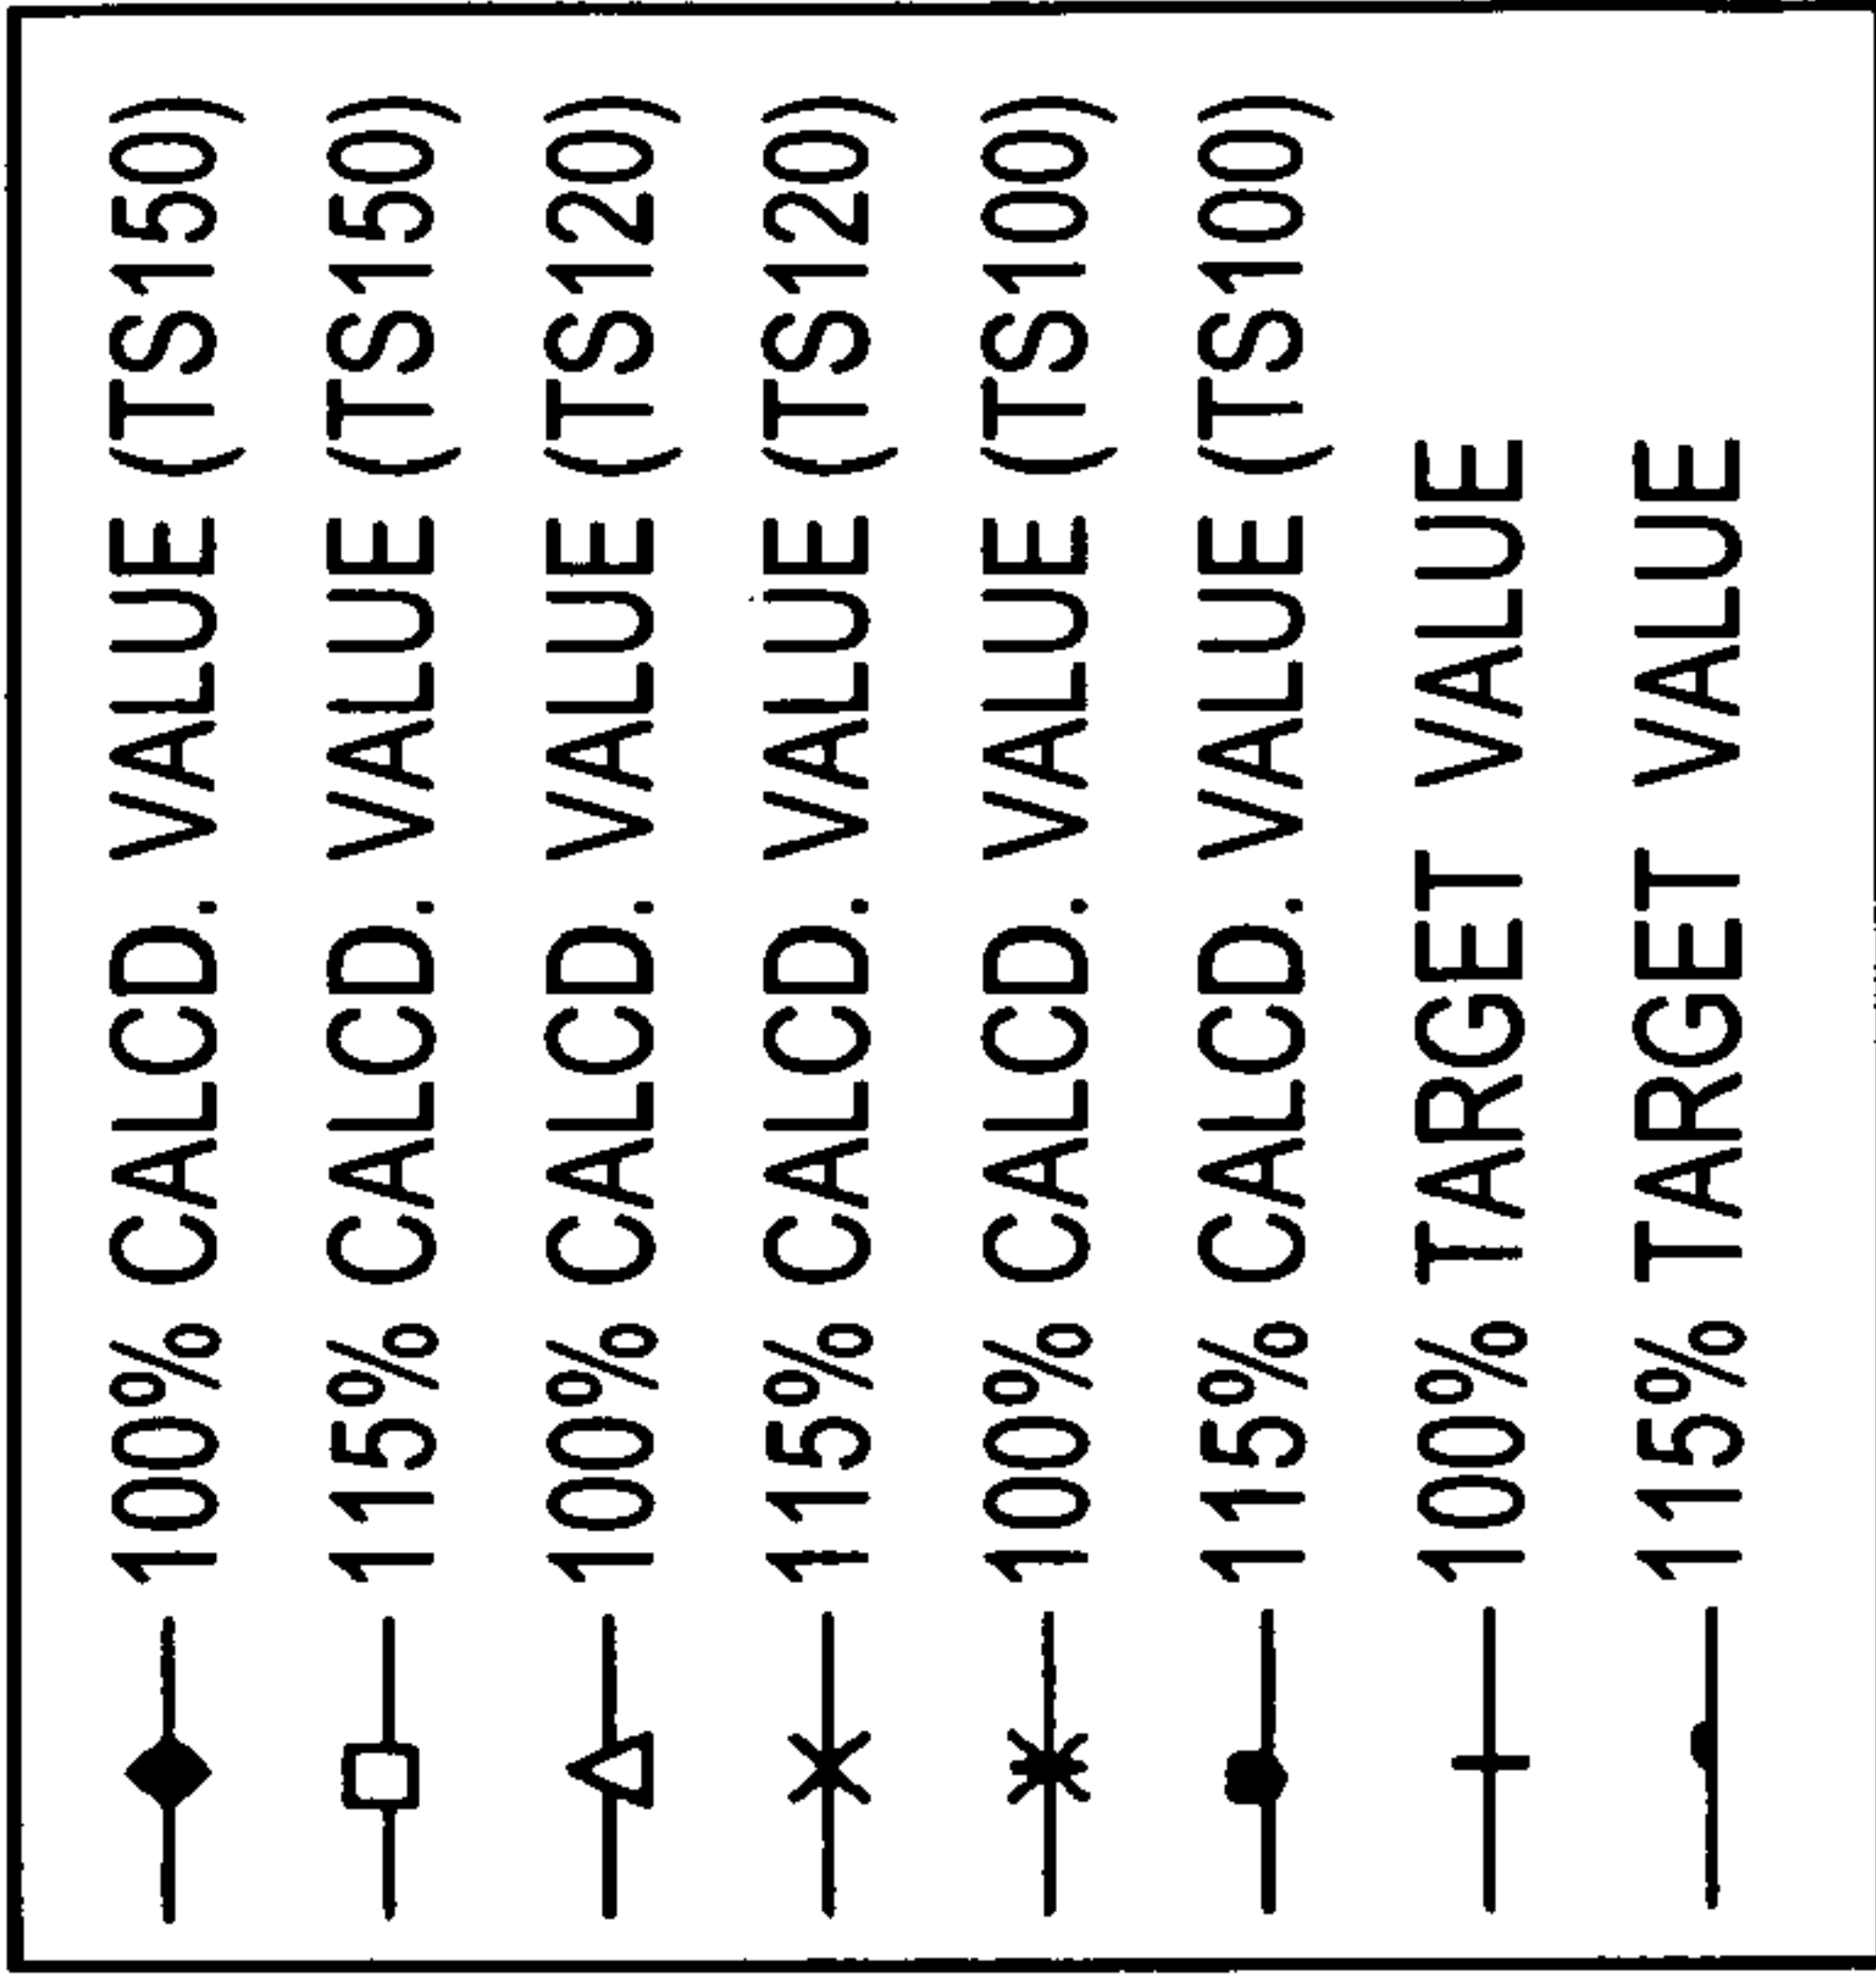 100% CALCD. VALUE (TS150)
115% CALCD. VALUE (TS150)
100% CALCD. VALUE (TS120)
115% CALCD. VALUE (TS120)
100% CALCD. VALUE (TS100)
115% CALCD. VALUE (TS100)
100% TARGET VALUE
115% TARGET VALUE